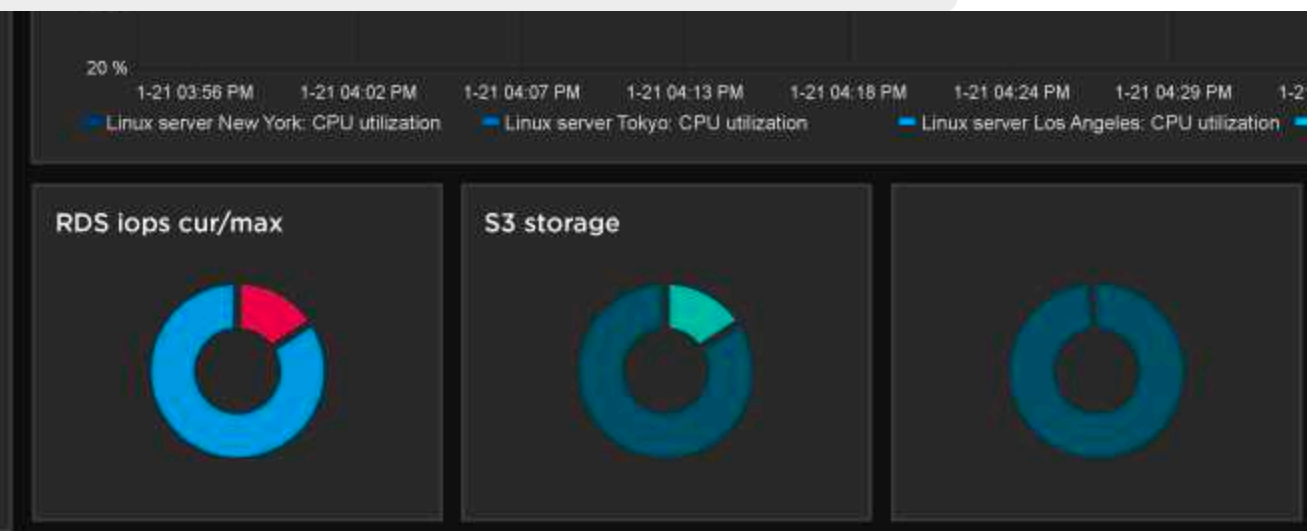 20 %
1-21 03:56 PM 1-21 04:02 PM 1-21 04:07 PM 1-21 04:13 PM 1-21 04:18 PM 1-21 04:24 PM 1-21 04:29 PM 1-2
Linux server New York: CPU utilization Linux server Tokyo: CPU utilization Linux server Los Angeles: CPU utilization
RDS iops cur/max
S3 storage